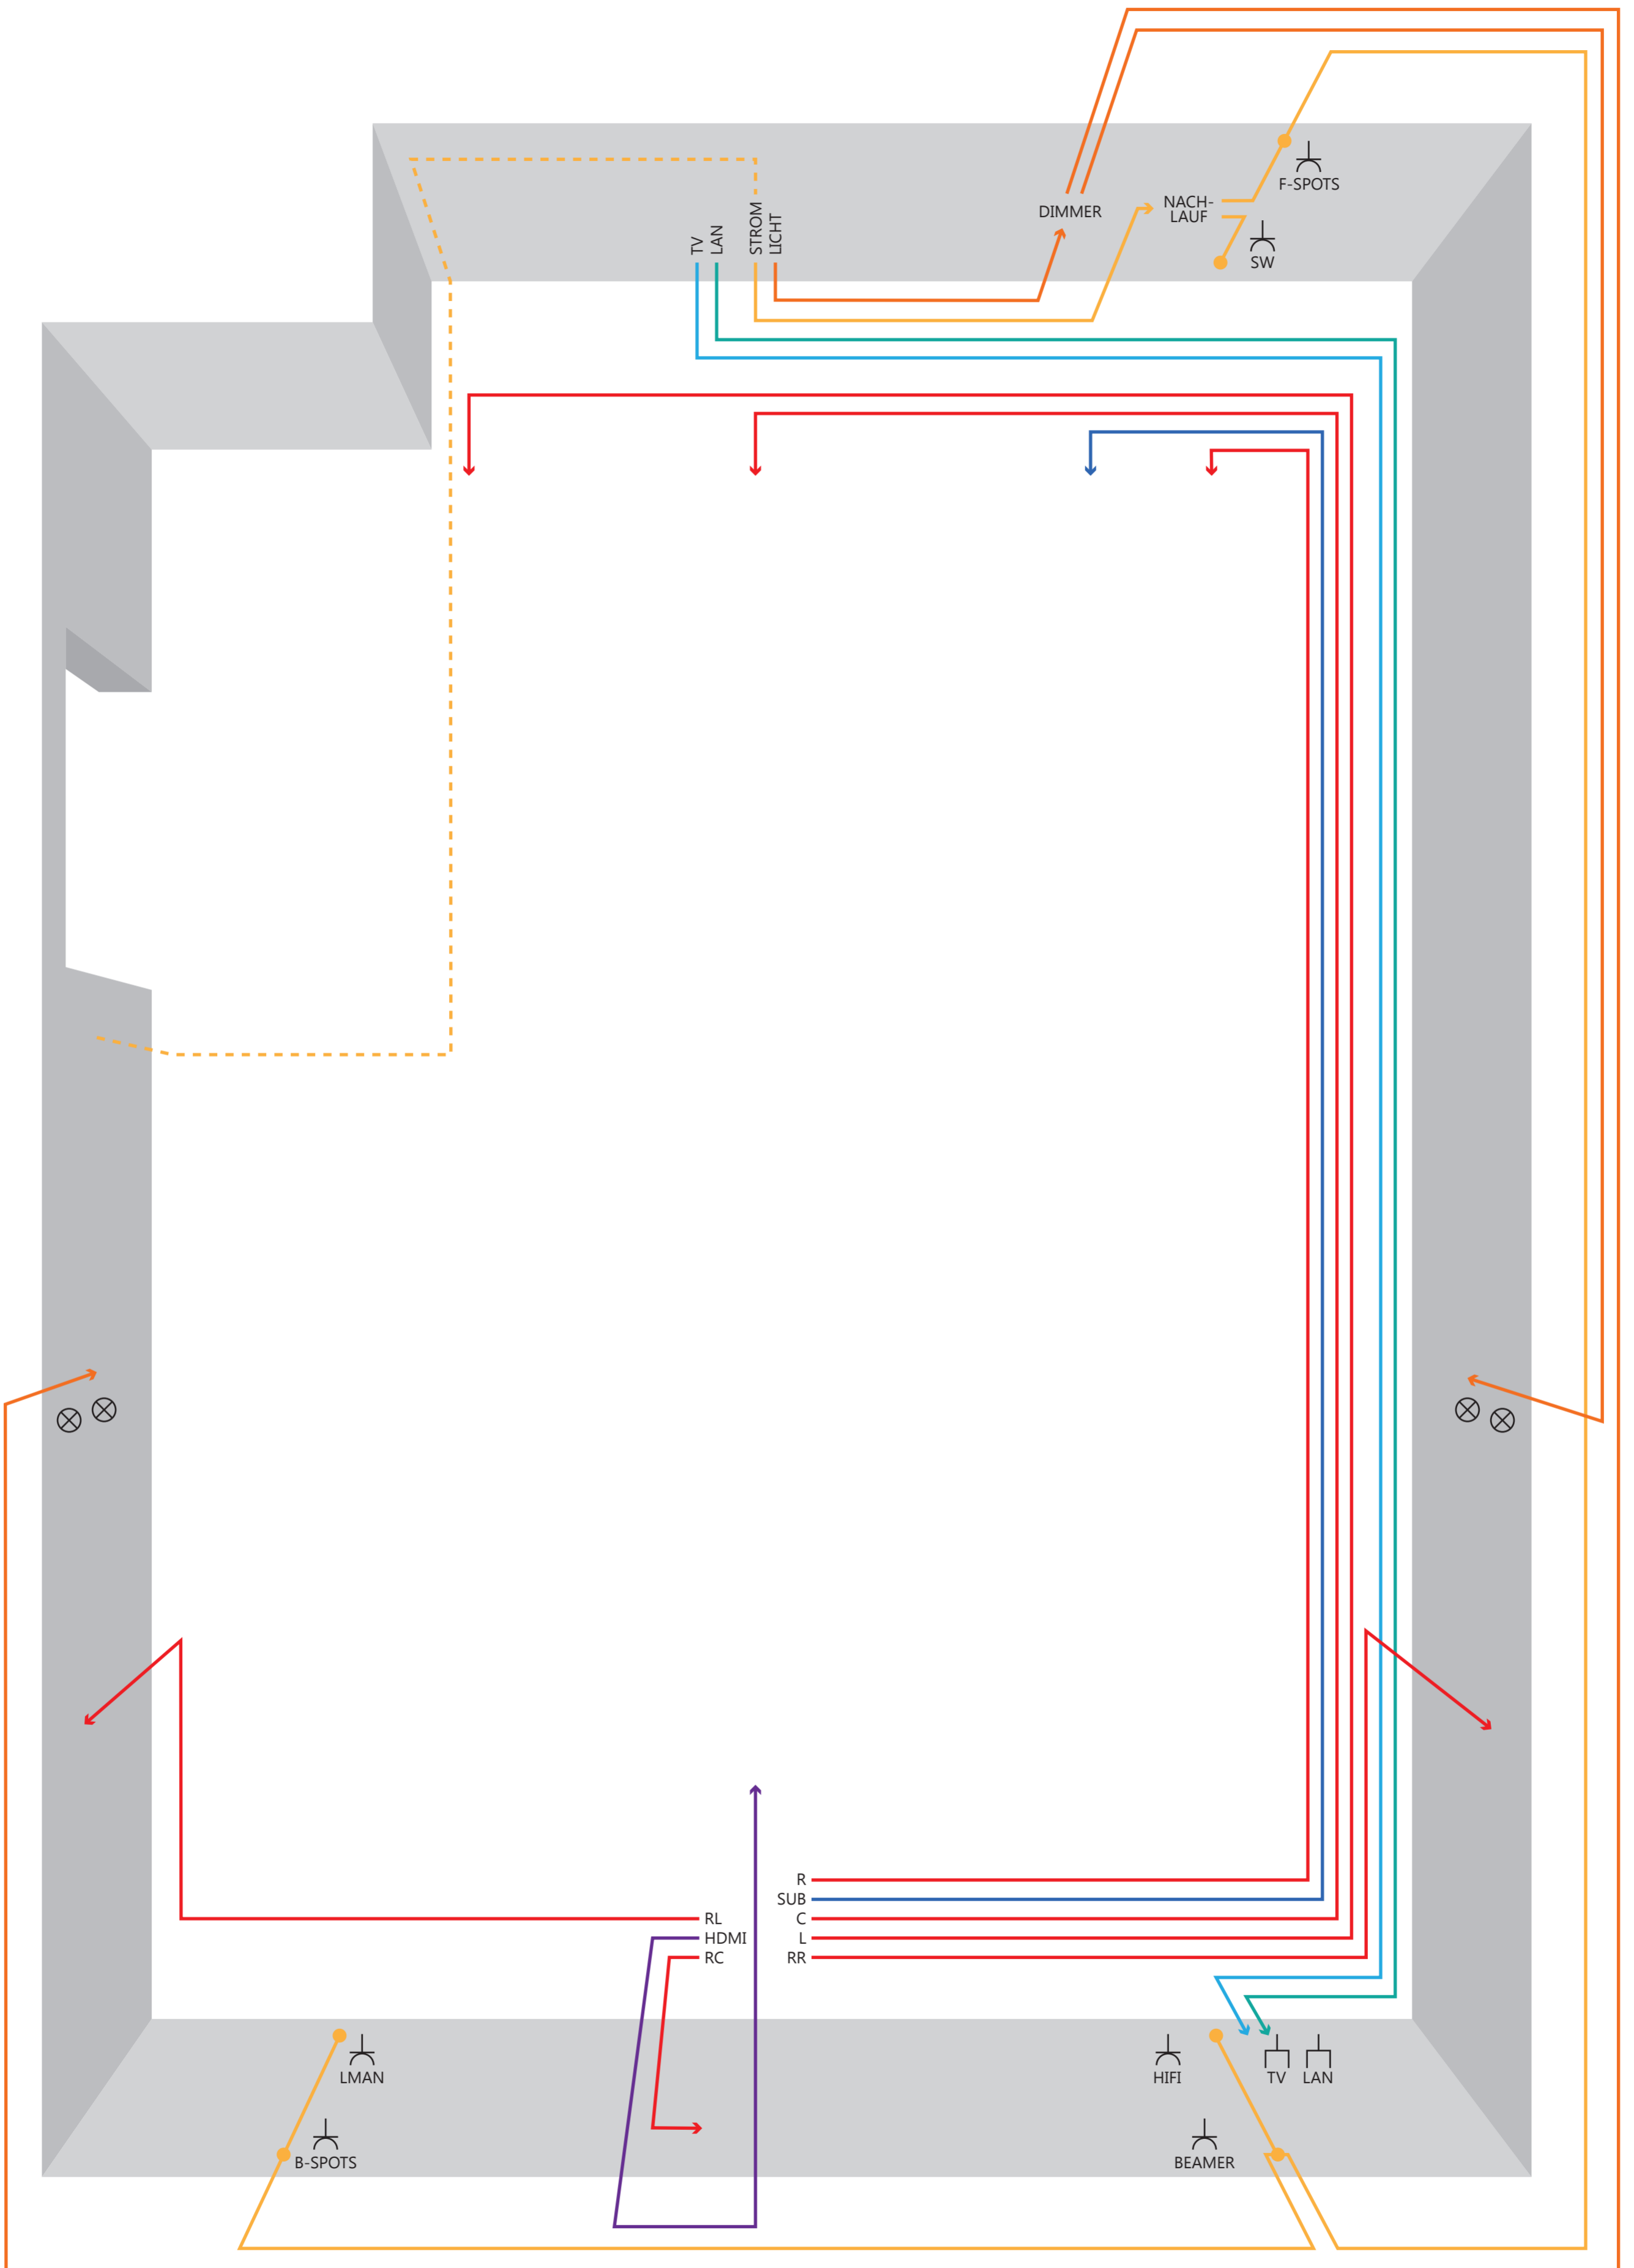 F-SPOTS
NACH-
LAUF
DIMMER
SW
TV
LAN
STROM
LICHT
R
SUB
RL
C
HDMI
L
RC
RR
LMAN
HIFI
TV
LAN
B-SPOTS
BEAMER